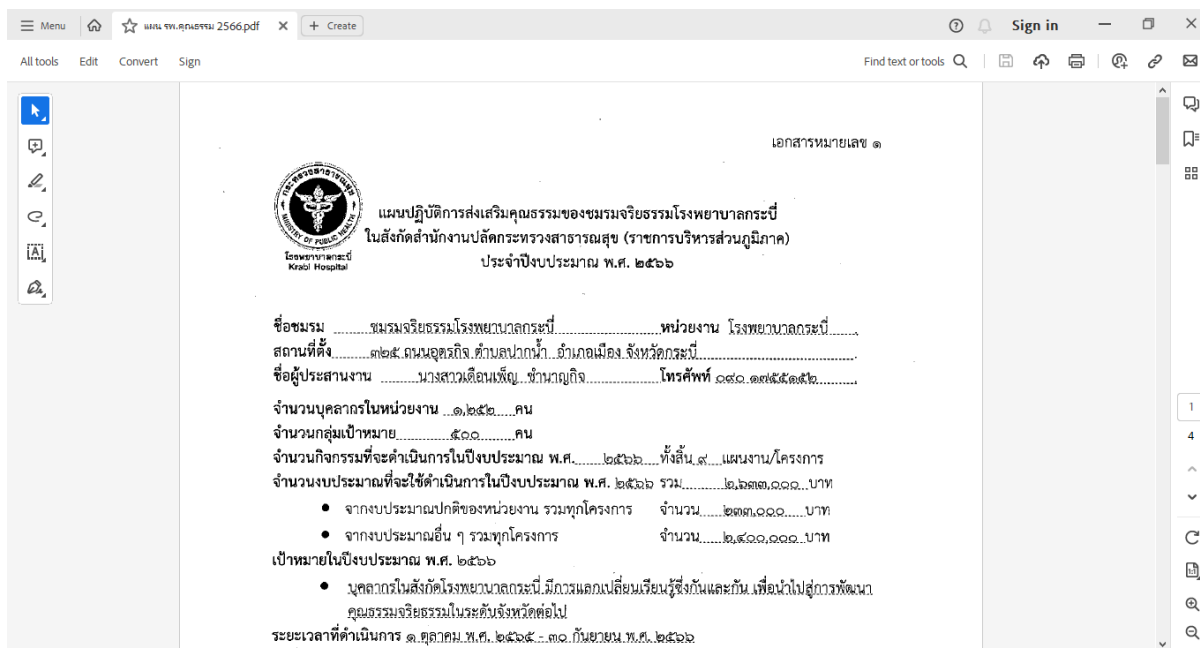 Menu
แผน รพ.คุณธรรม 2566.pdf
Create
Sign in
All tools Edit Convert Sign
Find text or tools
เอกสารหมายเลข ๑
กระทรวงสาธารณสุข
MINISTRY OF PUBLIC HEALTH
โรงพยาบาลกระบี่
Krabi Hospital
แผนปฏิบัติการส่งเสริมคุณธรรมของชมรมจริยธรรมโรงพยาบาลกระบี่
ในสังกัดสำนักงานปลัดกระทรวงสาธารณสุข (ราชการบริหารส่วนภูมิภาค)
ประจำปีงบประมาณ พ.ศ. ๒๕๖๖
ชื่อชมรม ชมรมจริยธรรมโรงพยาบาลกระบี่ หน่วยงาน โรงพยาบาลกระบี่
สถานที่ตั้ง ๓๒๕ ถนนอุตรกิจ ตำบลปากน้ำ อำเภอเมือง จังหวัดกระบี่
ชื่อผู้ประสานงาน นางสาวเดือนเพ็ญ ชำนาญกิจ โทรศัพท์ ๐๙๐ ๑๗๕๕๑๕๒
จำนวนบุคลากรในหน่วยงาน ๑,๒๕๒ คน
จำนวนกลุ่มเป้าหมาย ๕๐๐ คน
จำนวนกิจกรรมที่จะดำเนินการในปีงบประมาณ พ.ศ. ๒๕๖๖ ทั้งสิ้น ๙ แผนงาน/โครงการ
จำนวนงบประมาณที่จะใช้ดำเนินการในปีงบประมาณ พ.ศ. ๒๕๖๖ รวม ๒,๖๓๓,๐๐๐ บาท
● จากงบประมาณปกติของหน่วยงาน รวมทุกโครงการ จำนวน ๒๓๓,๐๐๐ บาท
● จากงบประมาณอื่น ๆ รวมทุกโครงการ จำนวน ๒,๔๐๐,๐๐๐ บาท
เป้าหมายในปีงบประมาณ พ.ศ. ๒๕๖๖
● บุคลากรในสังกัดโรงพยาบาลกระบี่ มีการแลกเปลี่ยนเรียนรู้ซึ่งกันและกัน เพื่อนำไปสู่การพัฒนา
คุณธรรมจริยธรรมในระดับจังหวัดต่อไป
ระยะเวลาที่ดำเนินการ ๑ ตุลาคม พ.ศ. ๒๕๖๕ - ๓๐ กันยายน พ.ศ. ๒๕๖๖
1
4